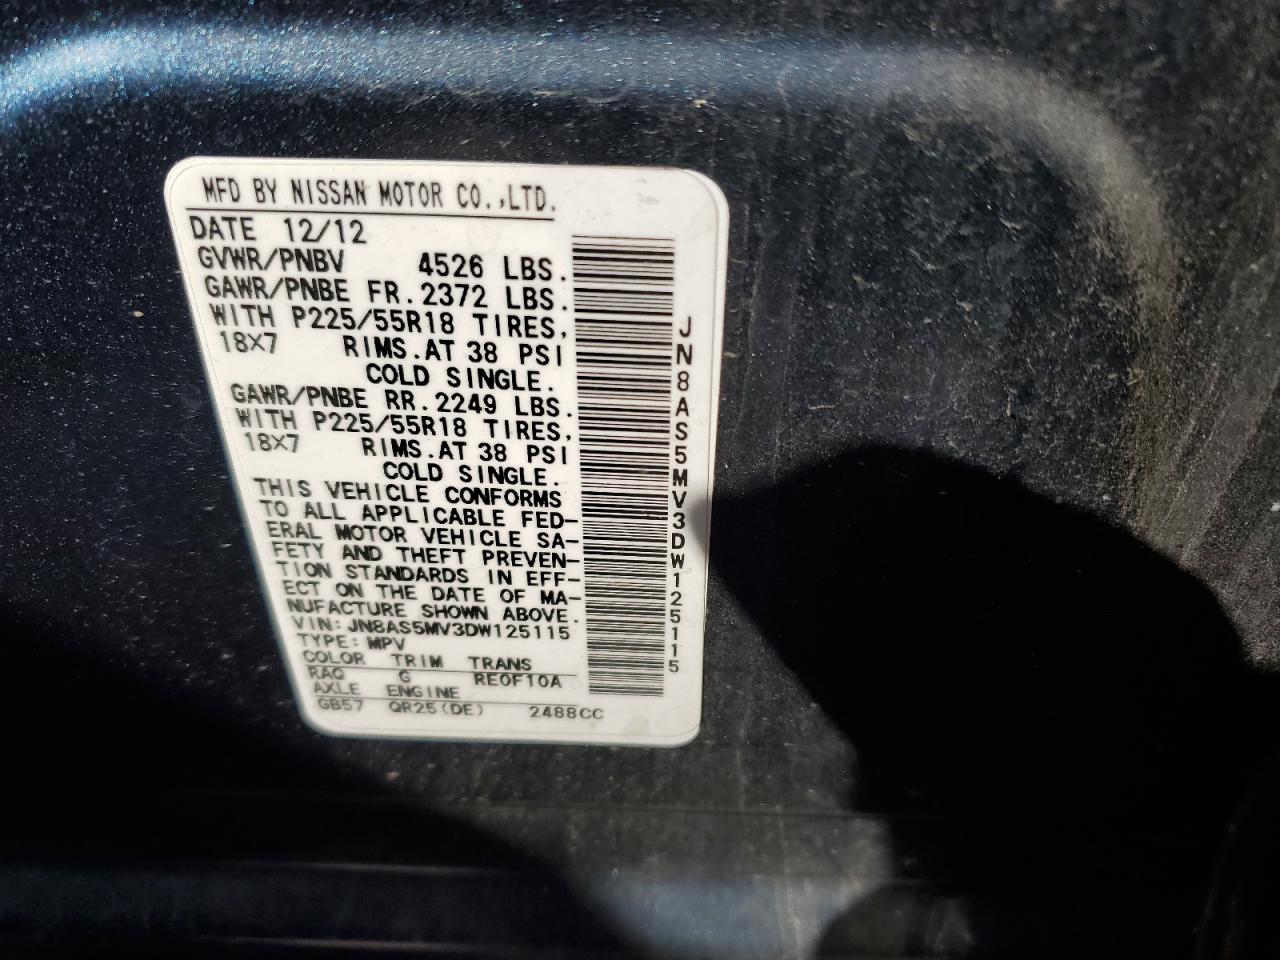 MFD BY NISSAN MOTOR CO.,LTD.
DATE 12/12
GVWR/PNBV 4526 LBS.
GAWR/PNBE FR.2372 LBS.
WITH P225/55R18 TIRES,
18X7 RIMS.AT 38 PSI
COLD SINGLE.
GAWR/PNBE RR.2249 LBS.
WITH P225/55R18 TIRES,
18X7 RIMS.AT 38 PSI
COLD SINGLE.
THIS VEHICLE CONFORMS
TO ALL APPLICABLE FED-
ERAL MOTOR VEHICLE SA-
FETY AND THEFT PREVEN-
TION STANDARDS IN EFF-
ECT ON THE DATE OF MA-
NUFACTURE SHOWN ABOVE.
VIN:JN8AS5MV3DW125115
TYPE:MPV
COLOR TRIM TRANS
RAQ G RE0F10A
AXLE ENGINE
GB57 QR25(DE) 2488CC
JN8AS5MV3DW125115